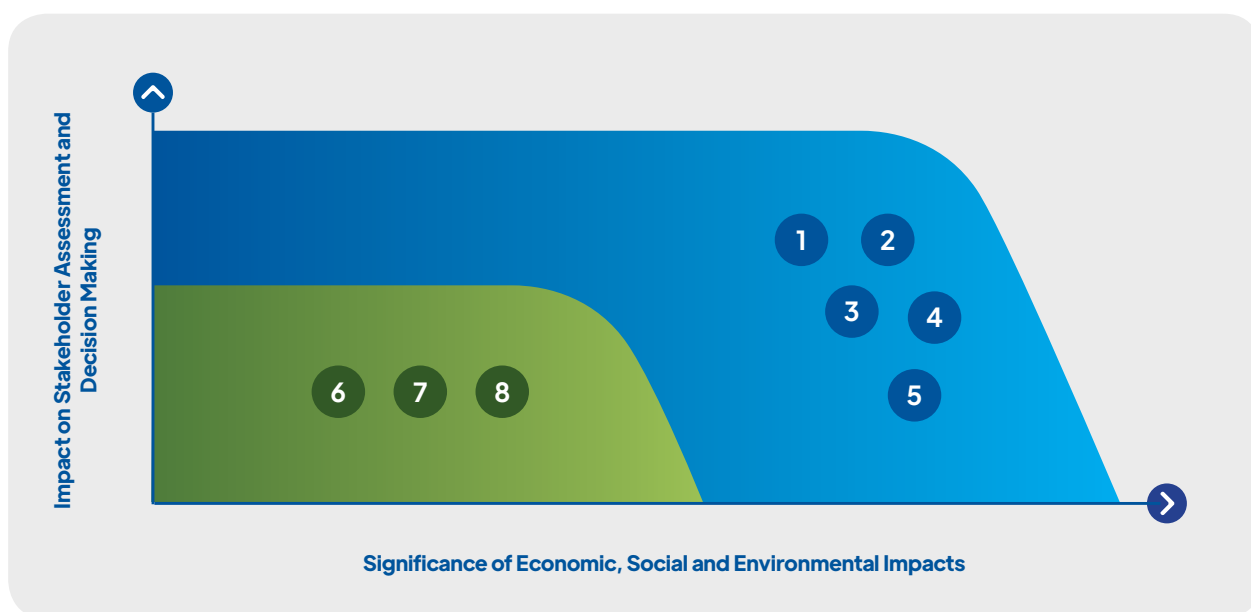 Impact on Stakeholder Assessment and
Decision Making
1
2
3
4
5
6
7
8
Significance of Economic, Social and Environmental Impacts